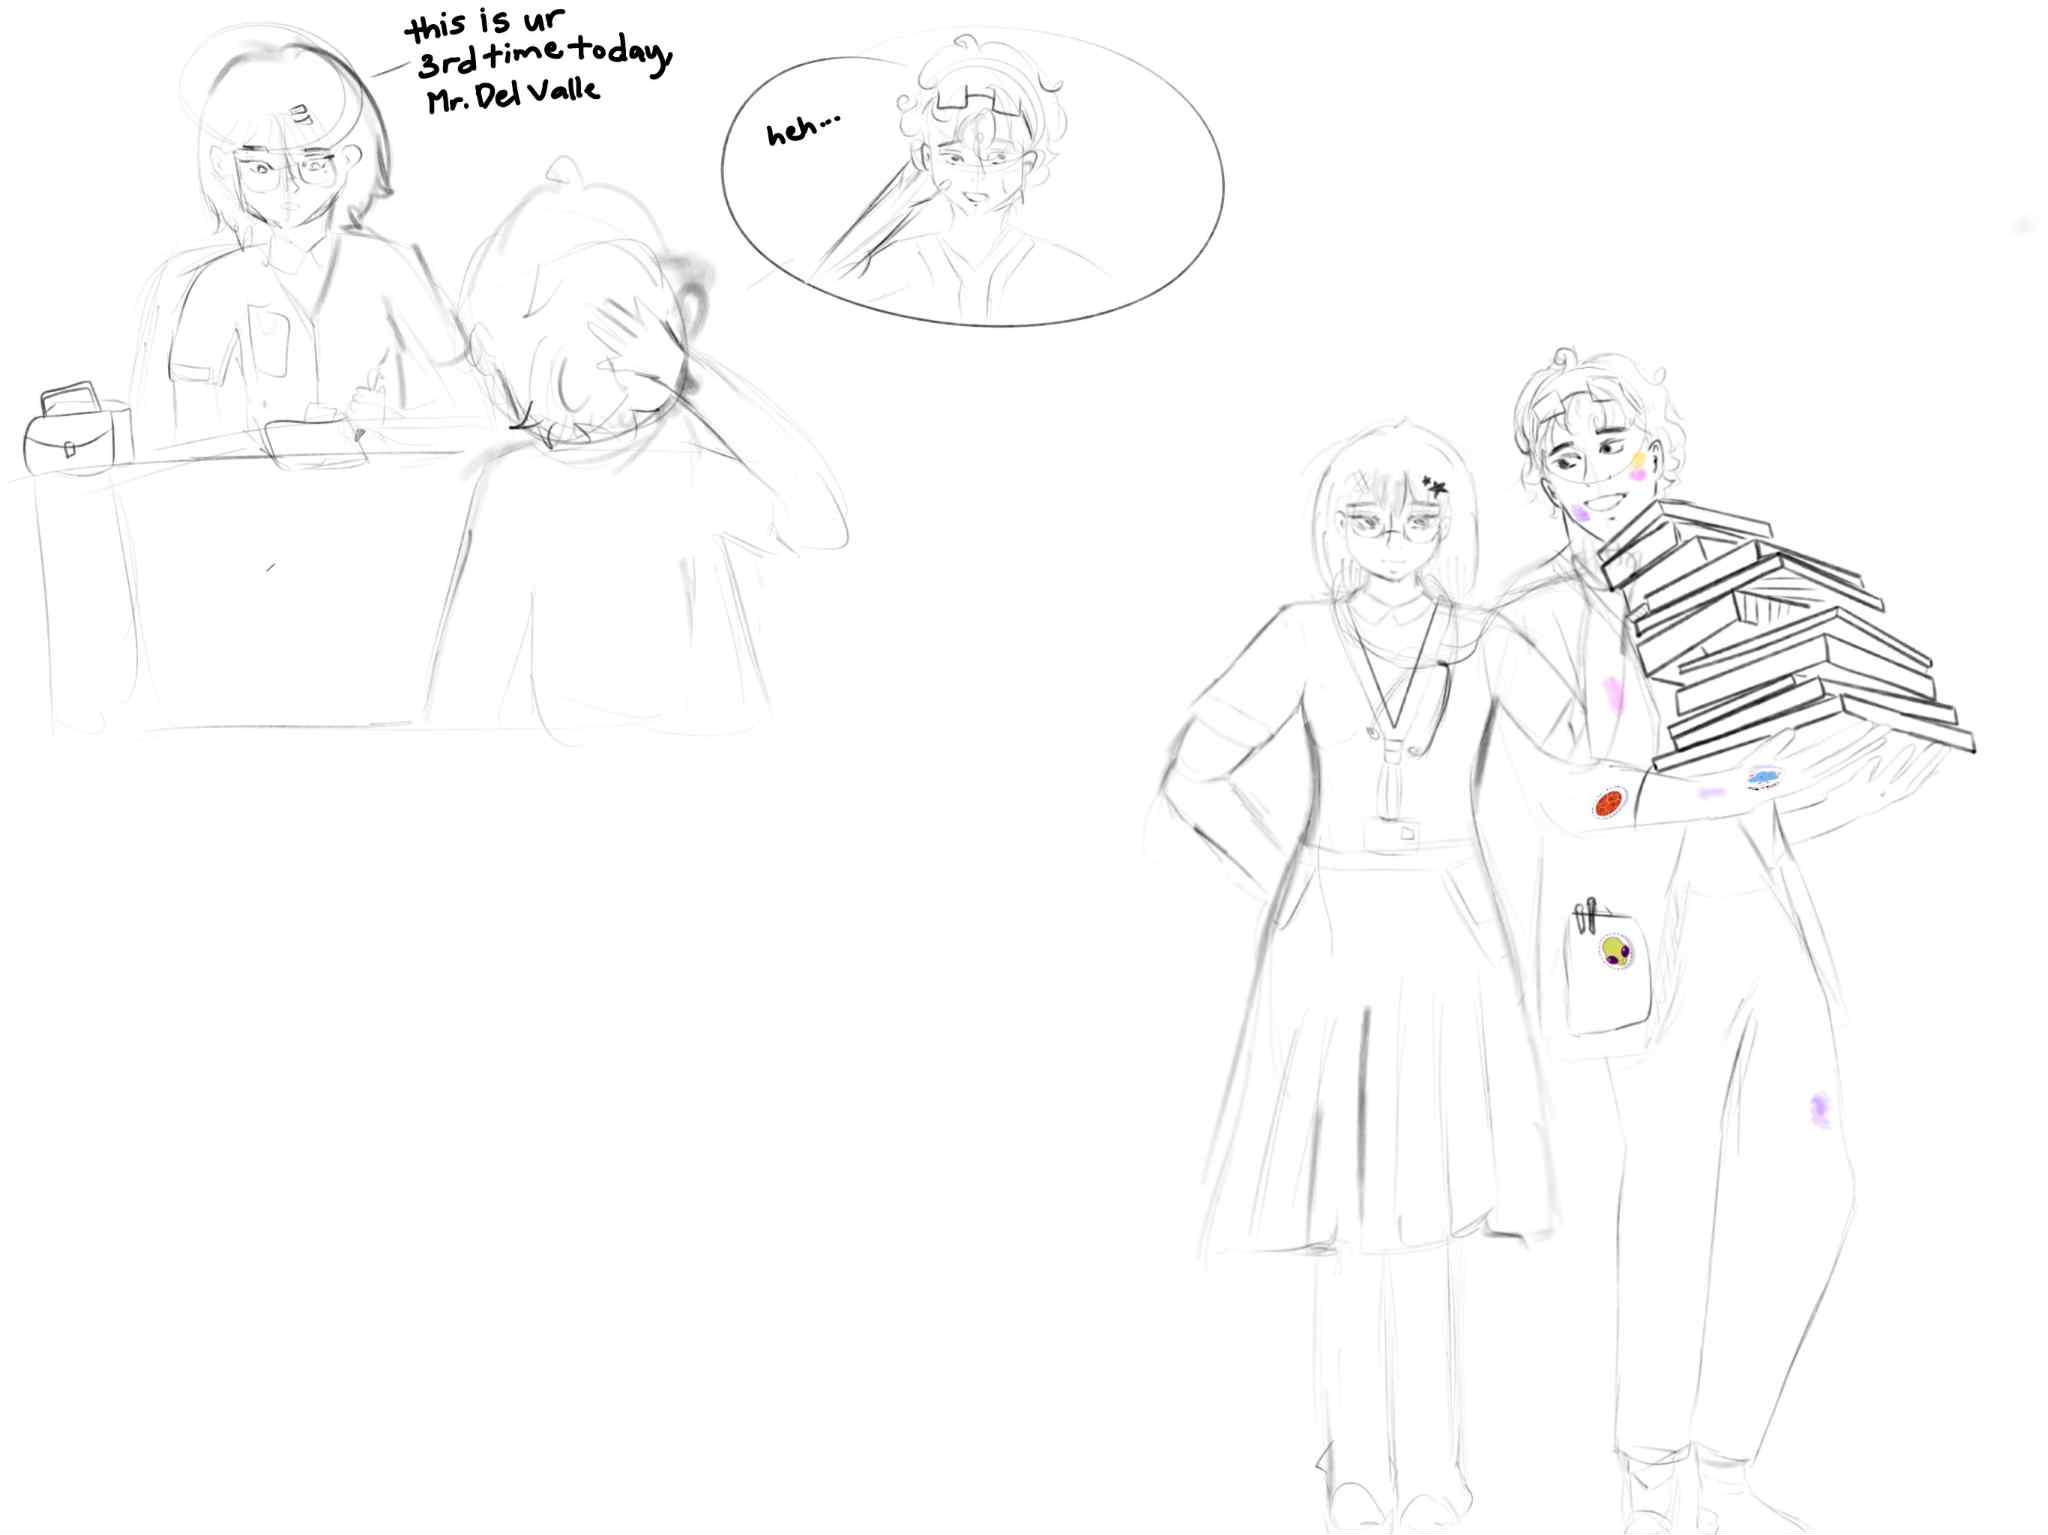 this is ur
3rd time today,
Mr. Del Valle
heh...